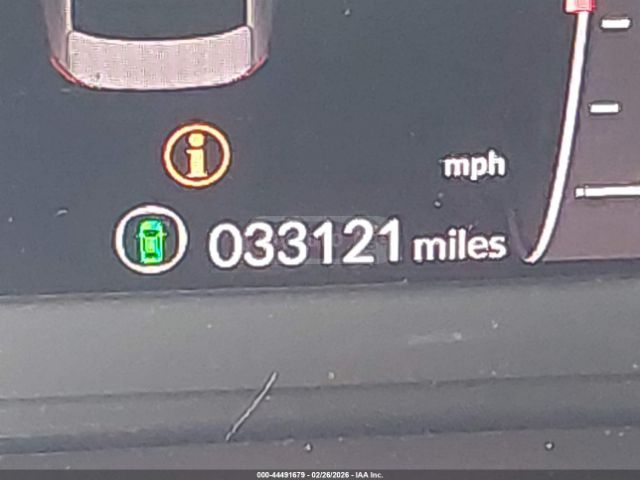 i
mph
033121 miles
000-44491679 - 02/26/2026 - IAA Inc.